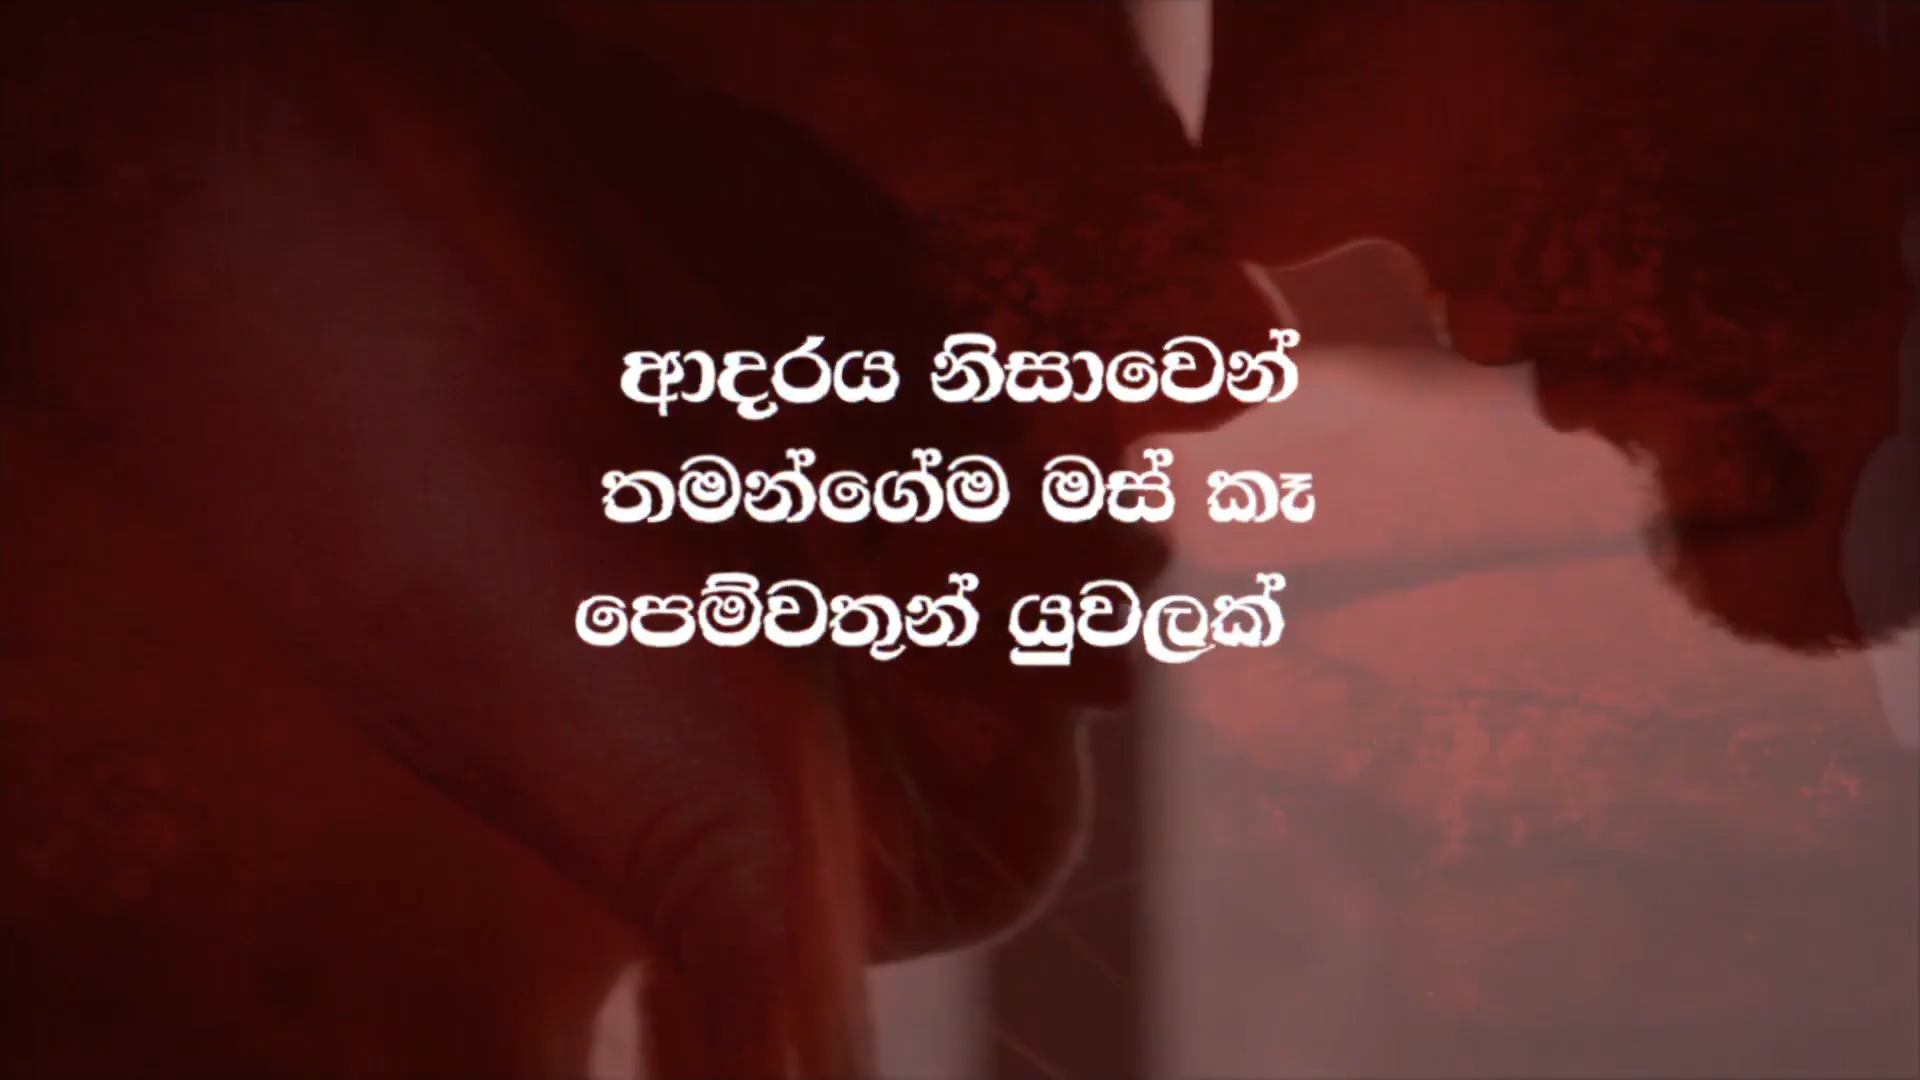 ආදරය නිසාවෙන්
තමන්ගේම මස් කෑ
පෙම්වතුන් යුවලක්